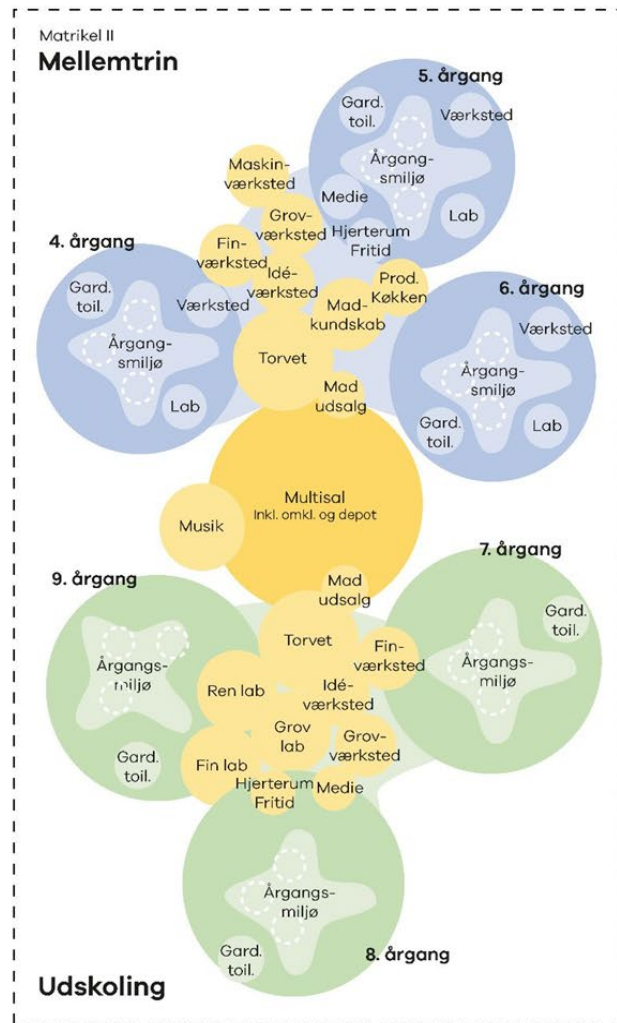 Matrikel II
Mellemtrin
5. årgang
Gard.
toil.
Værksted
Årgang-
smiljø
Medie
Lab
Hjerterum
Fritid
Maskin-
værksted
Grov-
værksted
Fin-
værksted
Idé-
værksted
4. årgang
Gard.
toil.
Værksted
Årgang-
smiljø
Lab
Prod.
Køkken
Mad-
kundskab
Torvet
Mad
udsalg
6. årgang
Værksted
Årgang-
smiljø
Gard.
toil.
Lab
Multisal
Inkl. omkl. og depot
Musik
7. årgang
Gard.
toil.
Årgangs-
miljø
9. årgang
Årgangs-
miljø
Gard.
toil.
Mad
udsalg
Torvet
Fin-
værksted
Ren lab
Idé-
værksted
Grov
lab
Grov-
værksted
Fin lab
Hjerterum
Fritid
Medie
Årgangs-
miljø
Gard.
toil.
8. årgang
Udskoling